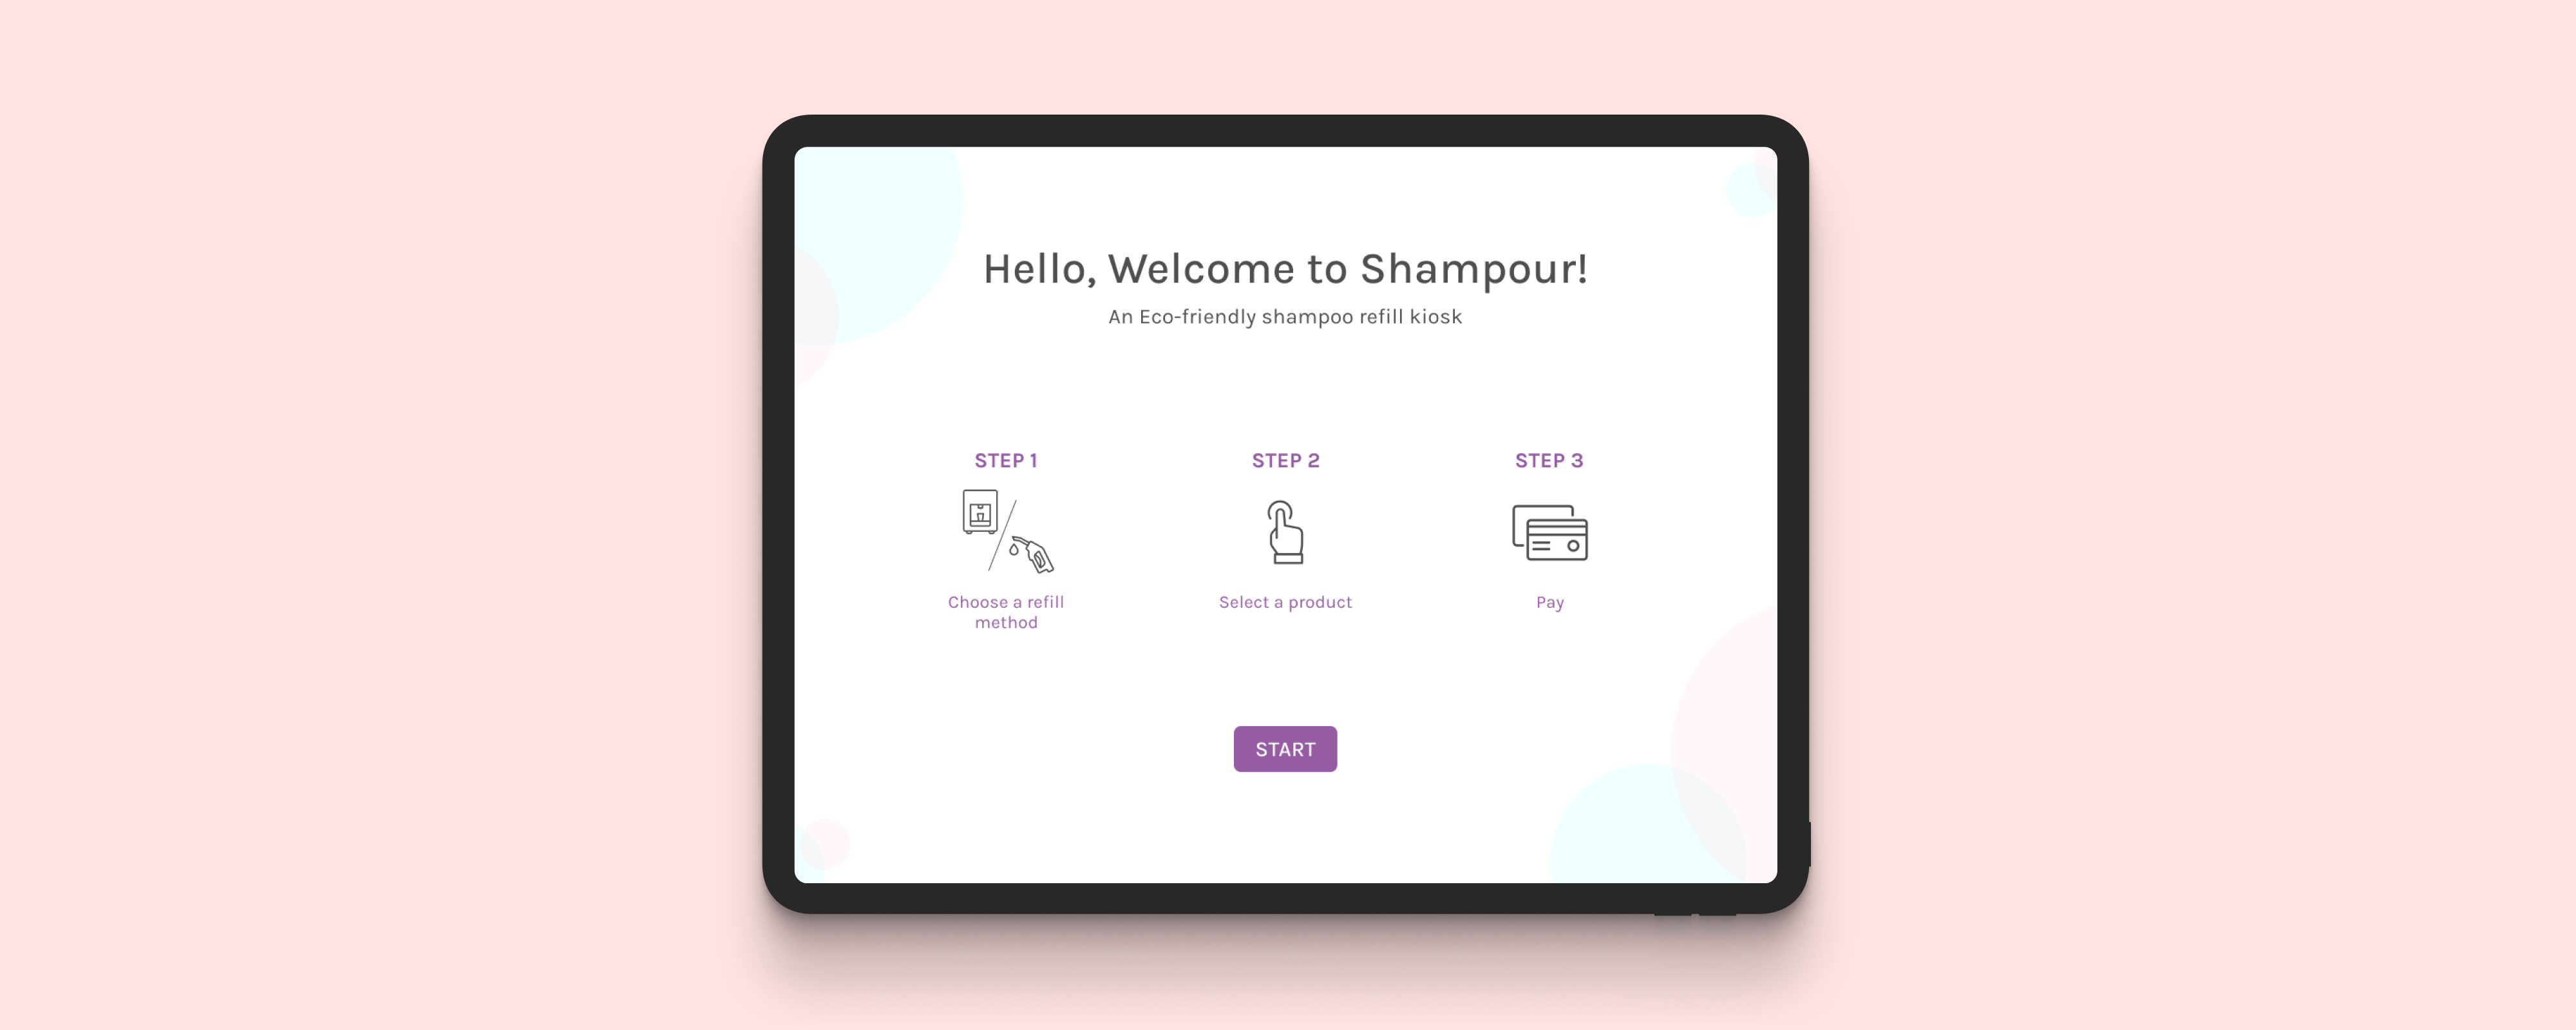 Hello, Welcome to Shampour!
An Eco-friendly shampoo refill kiosk
STEP 1
Choose a refill
method
STEP 2
Select a product
STEP 3
Pay
START